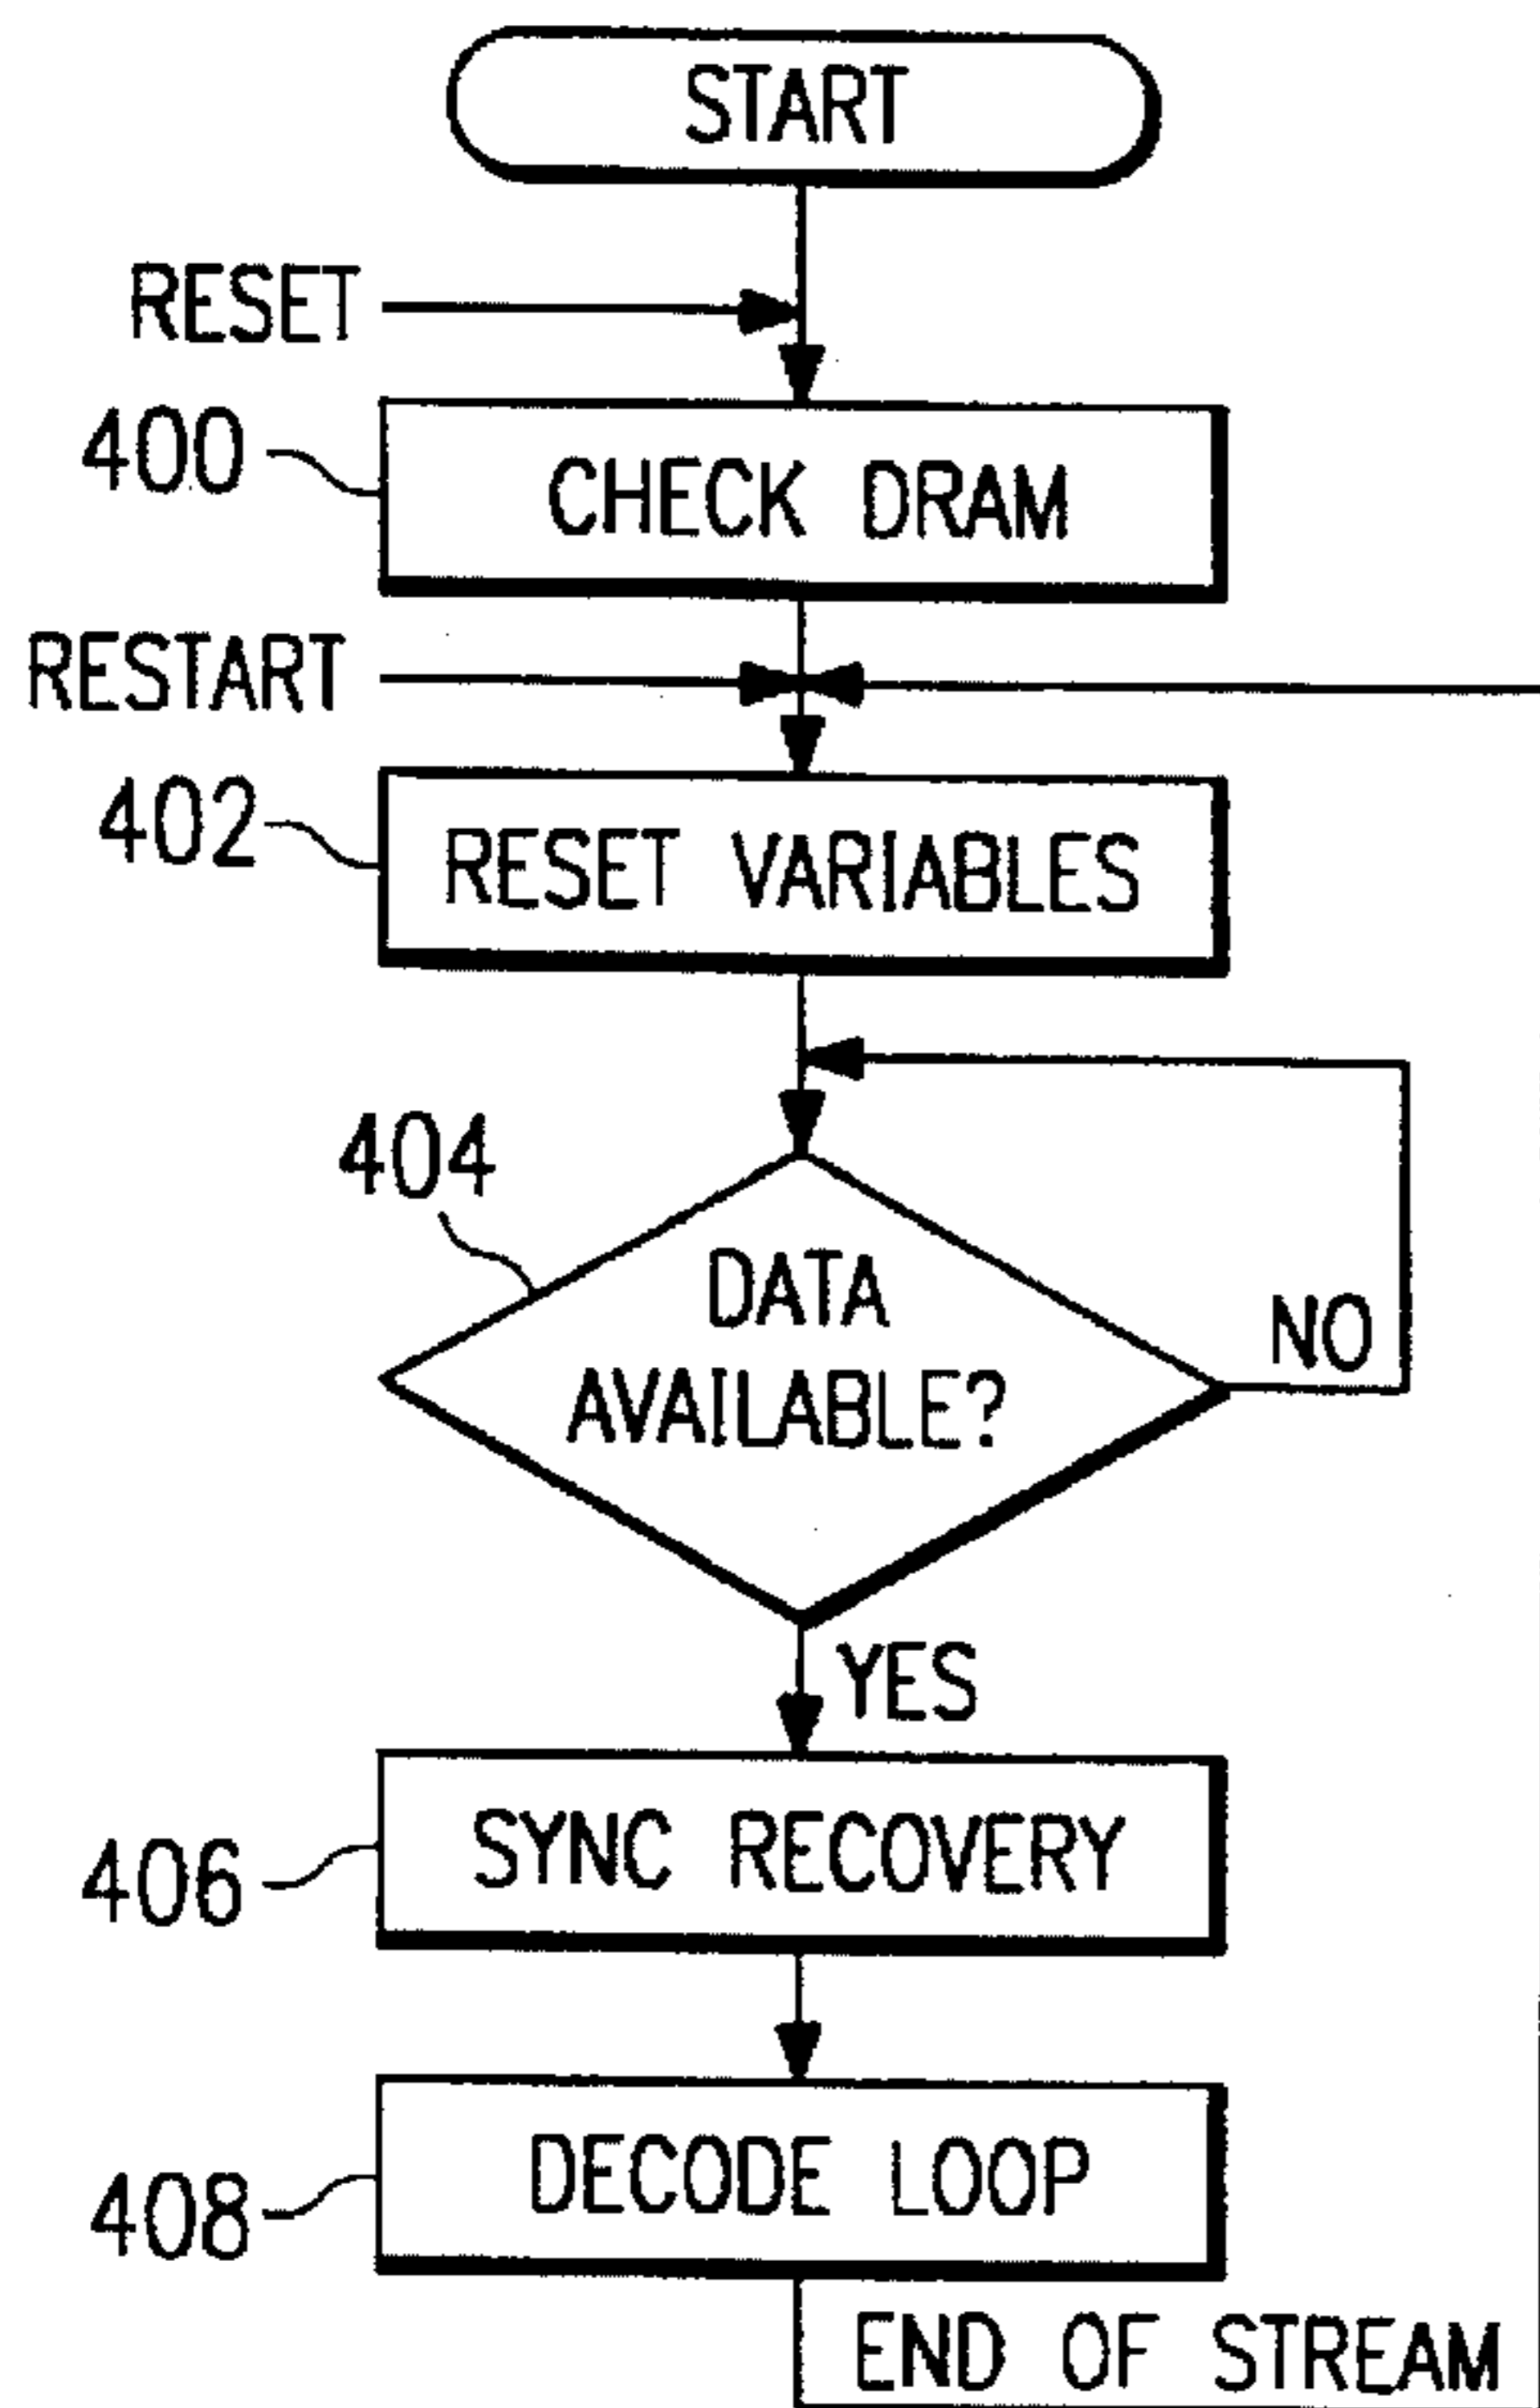 START
RESET
400
CHECK DRAM
RESTART
402
RESET VARIABLES
404
DATA
AVAILABLE?
NO
YES
SYNC RECOVERY
406
DECODE LOOP
408
END OF STREAM